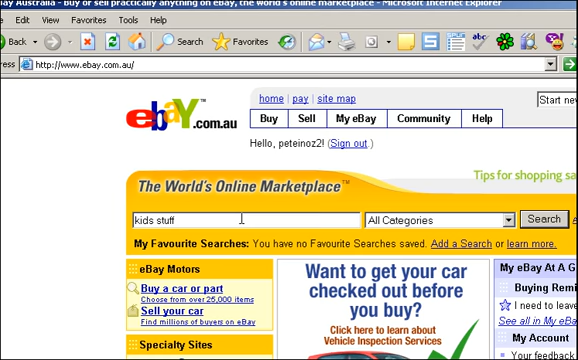 Bay Australia - Buy or sell practically anything on eBay, the world's online marketplace - Microsoft Internet Explorer
Edit View Favorites Tools Help
Back Search Favorites
http://www.ebay.com.au/
home | pay | site map
Start new
ebaY.com.au™
Buy Sell My eBay Community Help
Hello, peteinoz2! (Sign out.)
Tips for shopping sa
The World's Online Marketplace™
kids stuff All Categories Search
My Favourite Searches: You have no Favourite Searches saved. Add a Search or learn more.
eBay Motors
Buy a car or part
Choose from over 25,000 items
Sell your car
Find millions of buyers on eBay
Specialty Sites
Want to get your car
checked out before
you buy?
Click here to learn about
Vehicle Inspection Services
My eBay At A G
Buying Remi
I need to leave
See all in My eB
My Account
Your feedback